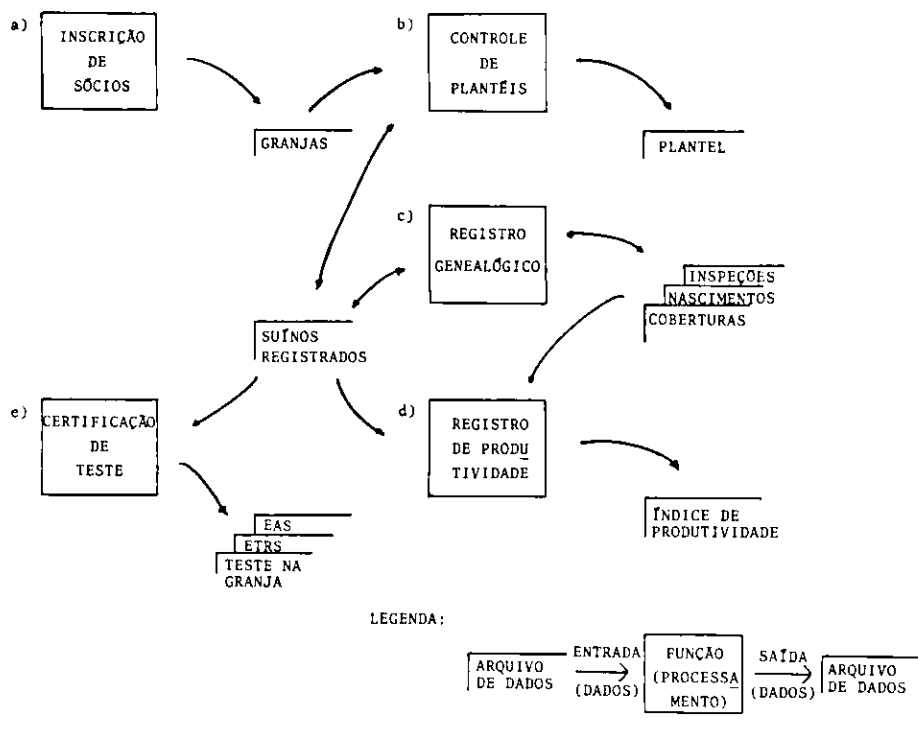 a)
INSCRIÇÃO
DE
SÓCIOS
b)
CONTROLE
DE
PLANTÉIS
GRANJAS
PLANTEL
c)
REGISTRO
GENEALÓGICO
INSPEÇÕES
NASCIMENTOS
COBERTURAS
SUÍNOS
REGISTRADOS
e)
CERTIFICAÇÃO
DE
TESTE
d)
REGISTRO
DE PRODU
TIVIDADE
EAS
ETRS
TESTE NA
GRANJA
ÍNDICE DE
PRODUTIVIDADE
LEGENDA:
ARQUIVO
DE DADOS
ENTRADA
(DADOS)
FUNÇÃO
(PROCESSA
MENTO)
SAÍDA
(DADOS)
ARQUIVO
DE DADOS